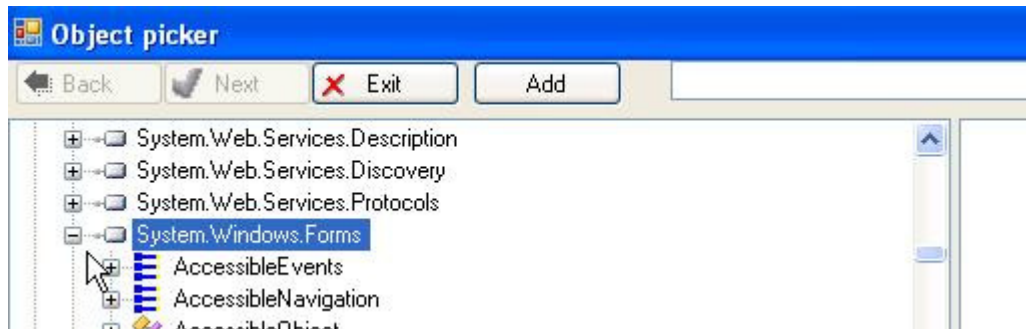 Object picker
Back Next Exit Add
System.Web.Services.Description
System.Web.Services.Discovery
System.Web.Services.Protocols
System.Windows.Forms
AccessibleEvents
AccessibleNavigation
AccessibleObject